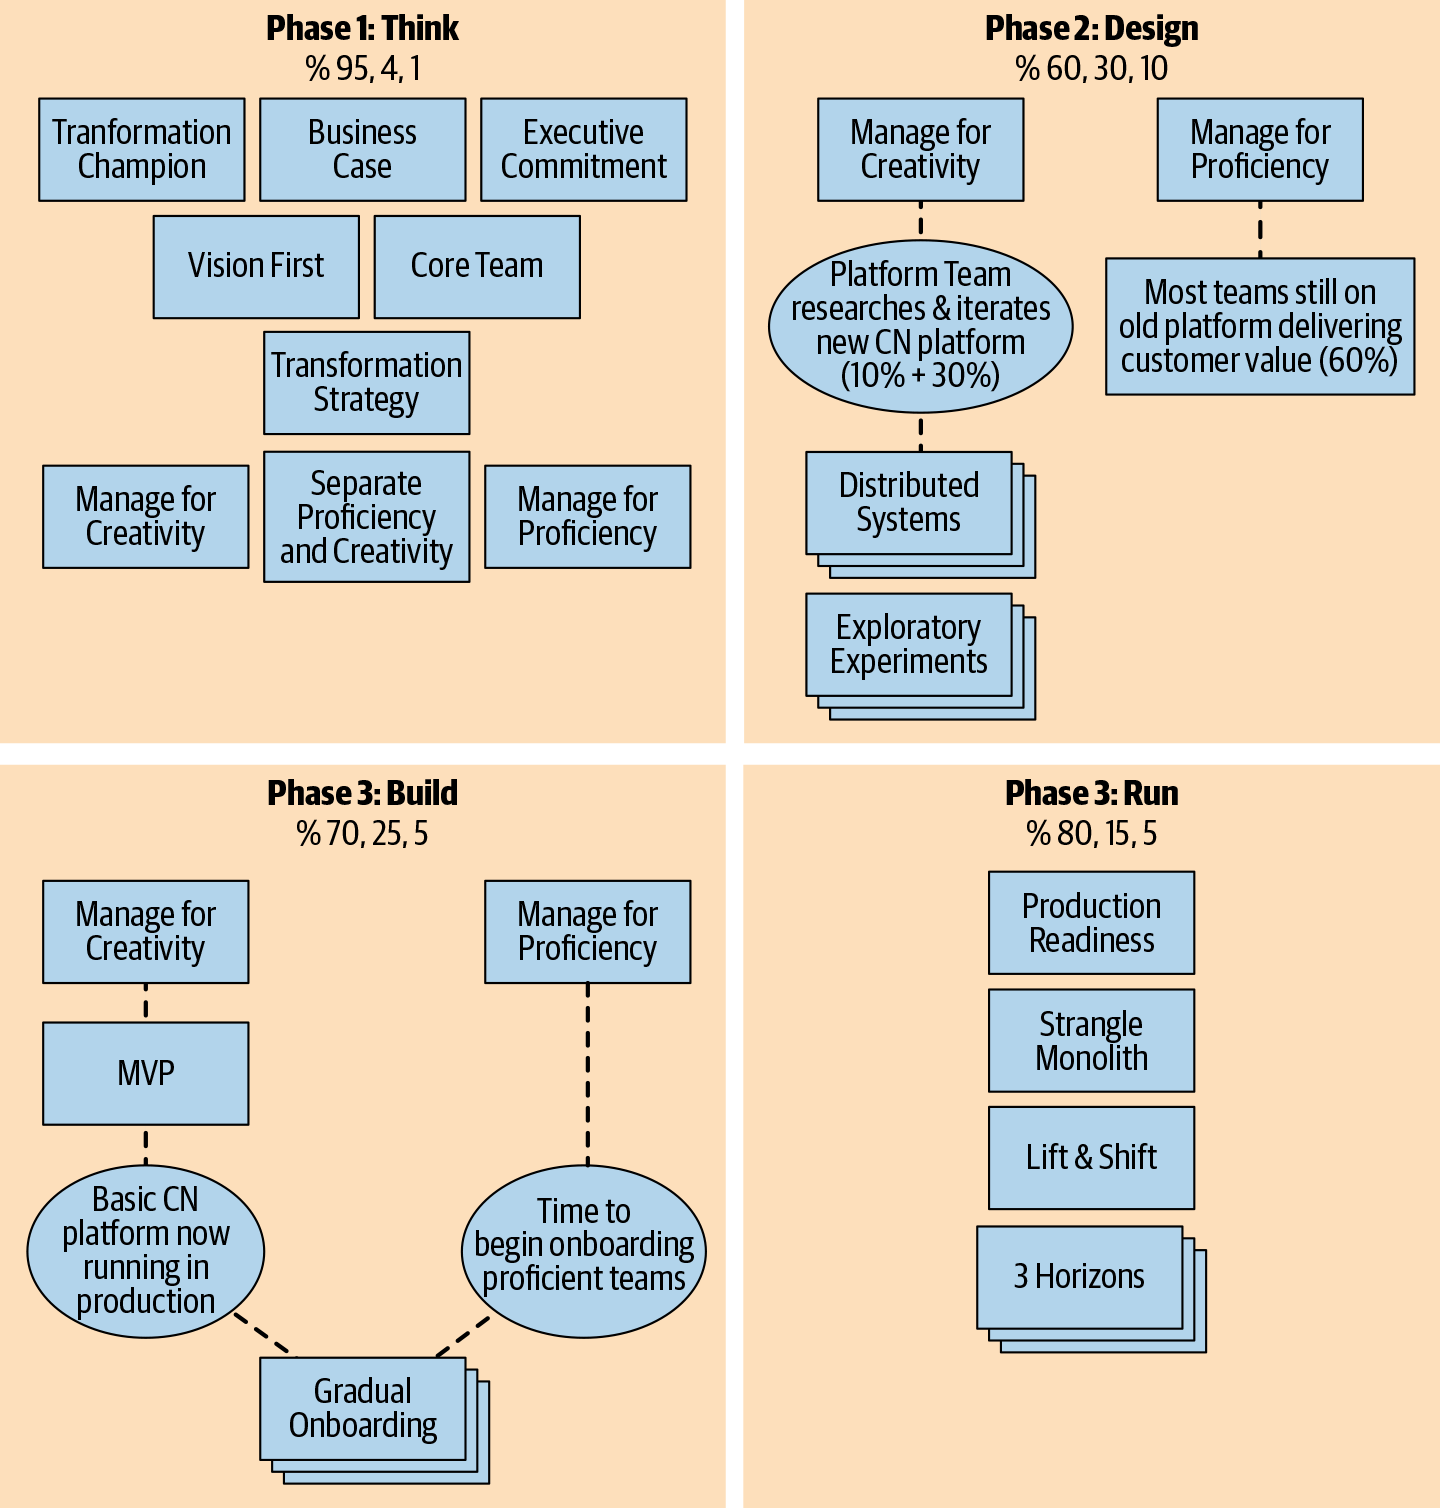 Phase 1: Think
% 95, 4, 1
Tranformation
Champion
Business
Case
Executive
Commitment
Vision First
Core Team
Transformation
Strategy
Manage for
Creativity
Separate
Proficiency
and Creativity
Manage for
Proficiency
Phase 2: Design
% 60, 30, 10
Manage for
Creativity
Manage for
Proficiency
Platform Team
researches & iterates
new CN platform
(10% + 30%)
Most teams still on
old platform delivering
customer value (60%)
Distributed
Systems
Exploratory
Experiments
Phase 3: Build
% 70, 25, 5
Manage for
Creativity
Manage for
Proficiency
MVP
Basic CN
platform now
running in
production
Time to
begin onboarding
proficient teams
Gradual
Onboarding
Phase 3: Run
% 80, 15, 5
Production
Readiness
Strangle
Monolith
Lift & Shift
3 Horizons